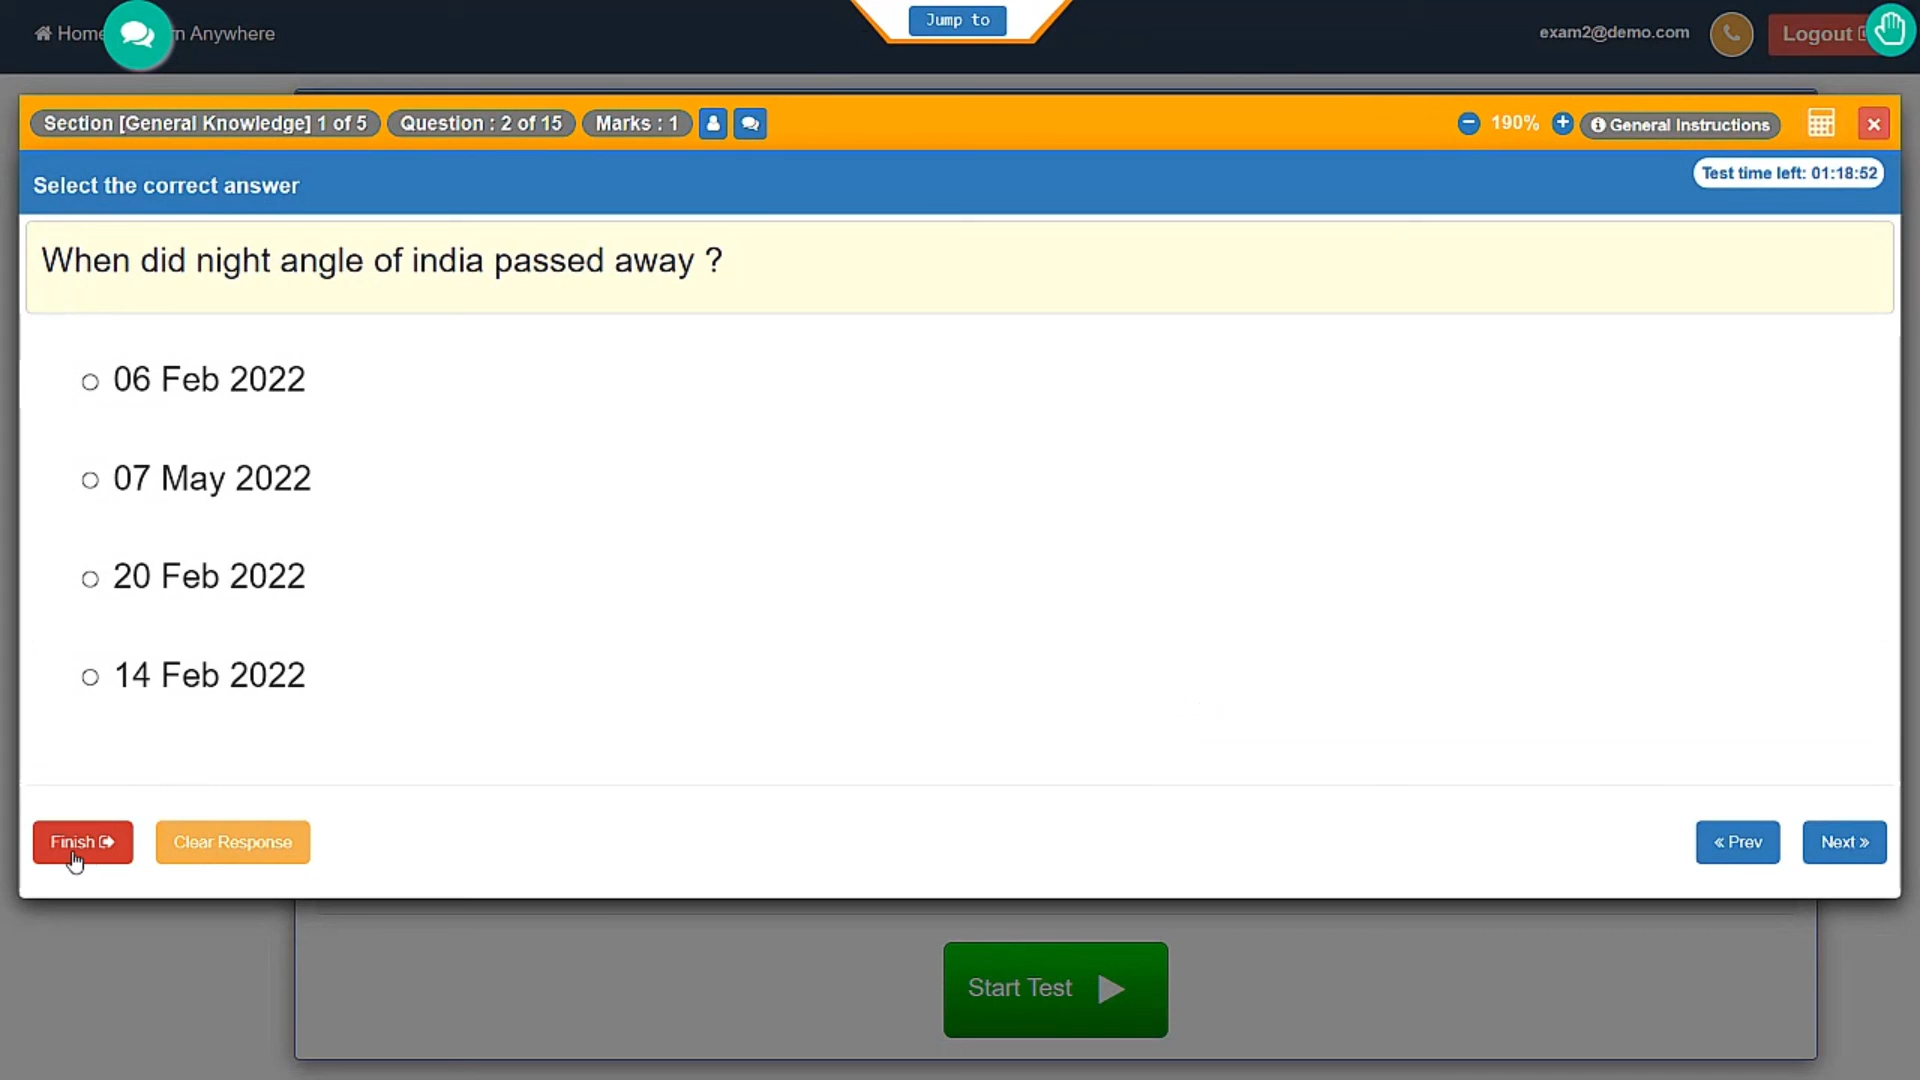 Home
n Anywhere
Jump to
exam2@demo.com
Logout
Section [General Knowledge] 1 of 5
Question : 2 of 15
Marks : 1
190%
General Instructions
Select the correct answer
Test time left: 01:18:52
When did night angle of india passed away ?
06 Feb 2022
07 May 2022
20 Feb 2022
14 Feb 2022
Finish
Clear Response
« Prev
Next »
Start Test